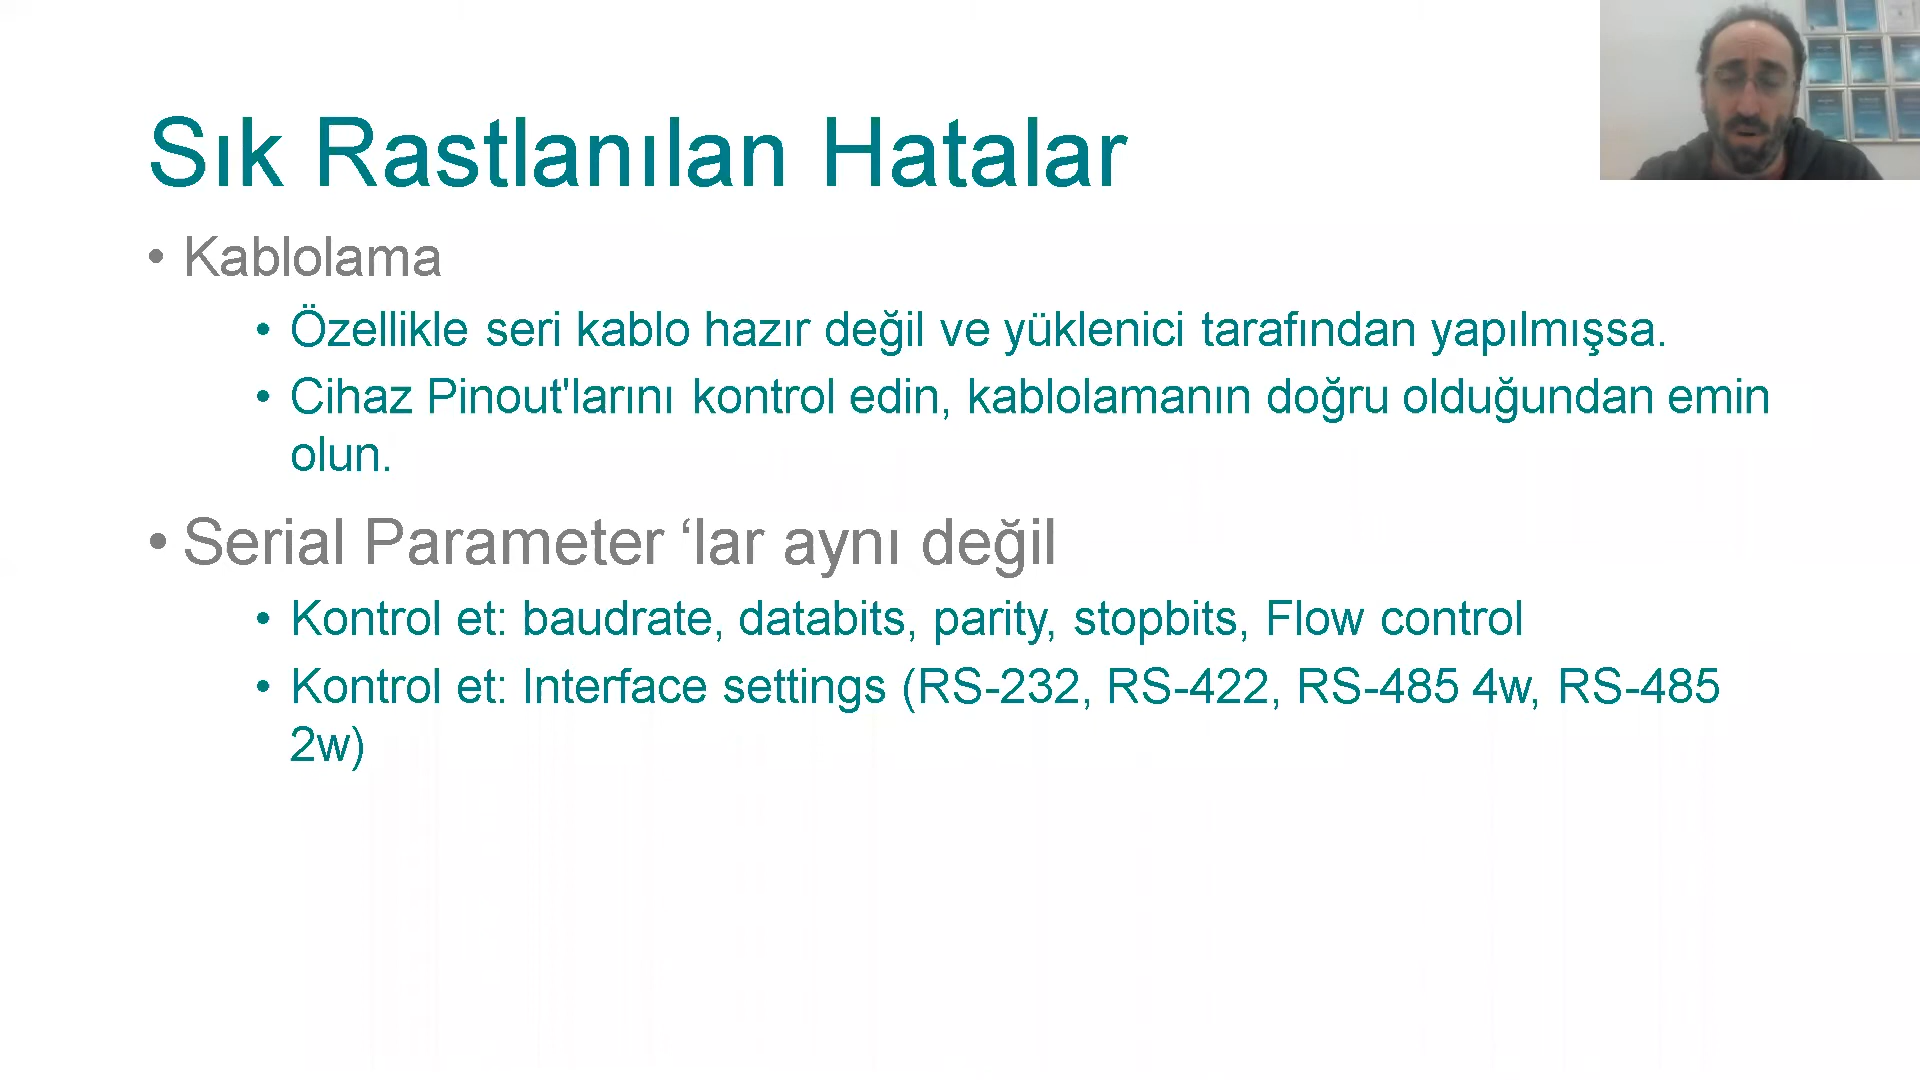 Sık Rastlanılan Hatalar
• Kablolama
• Özellikle seri kablo hazır değil ve yüklenici tarafından yapılmışsa.
• Cihaz Pinout'larını kontrol edin, kablolamanın doğru olduğundan emin
olun.
• Serial Parameter ‘lar aynı değil
• Kontrol et: baudrate, databits, parity, stopbits, Flow control
• Kontrol et: Interface settings (RS-232, RS-422, RS-485 4w, RS-485
2w)